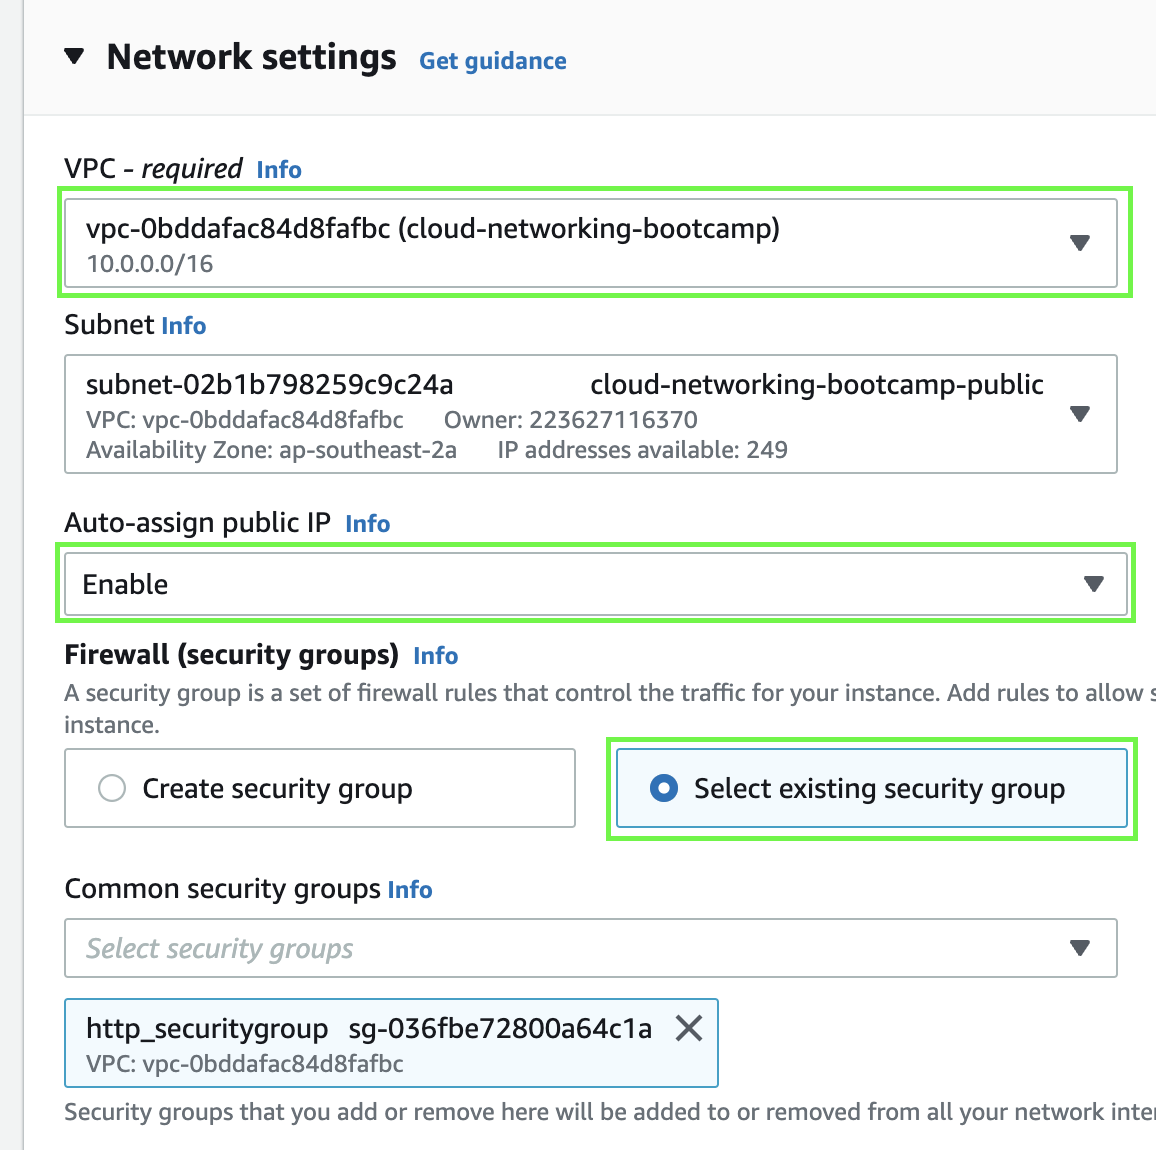 Network settings Get guidance
VPC - required Info
vpc-0bddafac84d8fafbc (cloud-networking-bootcamp)
10.0.0.0/16
Subnet Info
subnet-02b1b798259c9c24a cloud-networking-bootcamp-public
VPC: vpc-0bddafac84d8fafbc Owner: 223627116370
Availability Zone: ap-southeast-2a IP addresses available: 249
Auto-assign public IP Info
Enable
Firewall (security groups) Info
A security group is a set of firewall rules that control the traffic for your instance. Add rules to allow s
instance.
Create security group Select existing security group
Common security groups Info
Select security groups
http_securitygroup sg-036fbe72800a64c1a
VPC: vpc-0bddafac84d8fafbc
Security groups that you add or remove here will be added to or removed from all your network inter